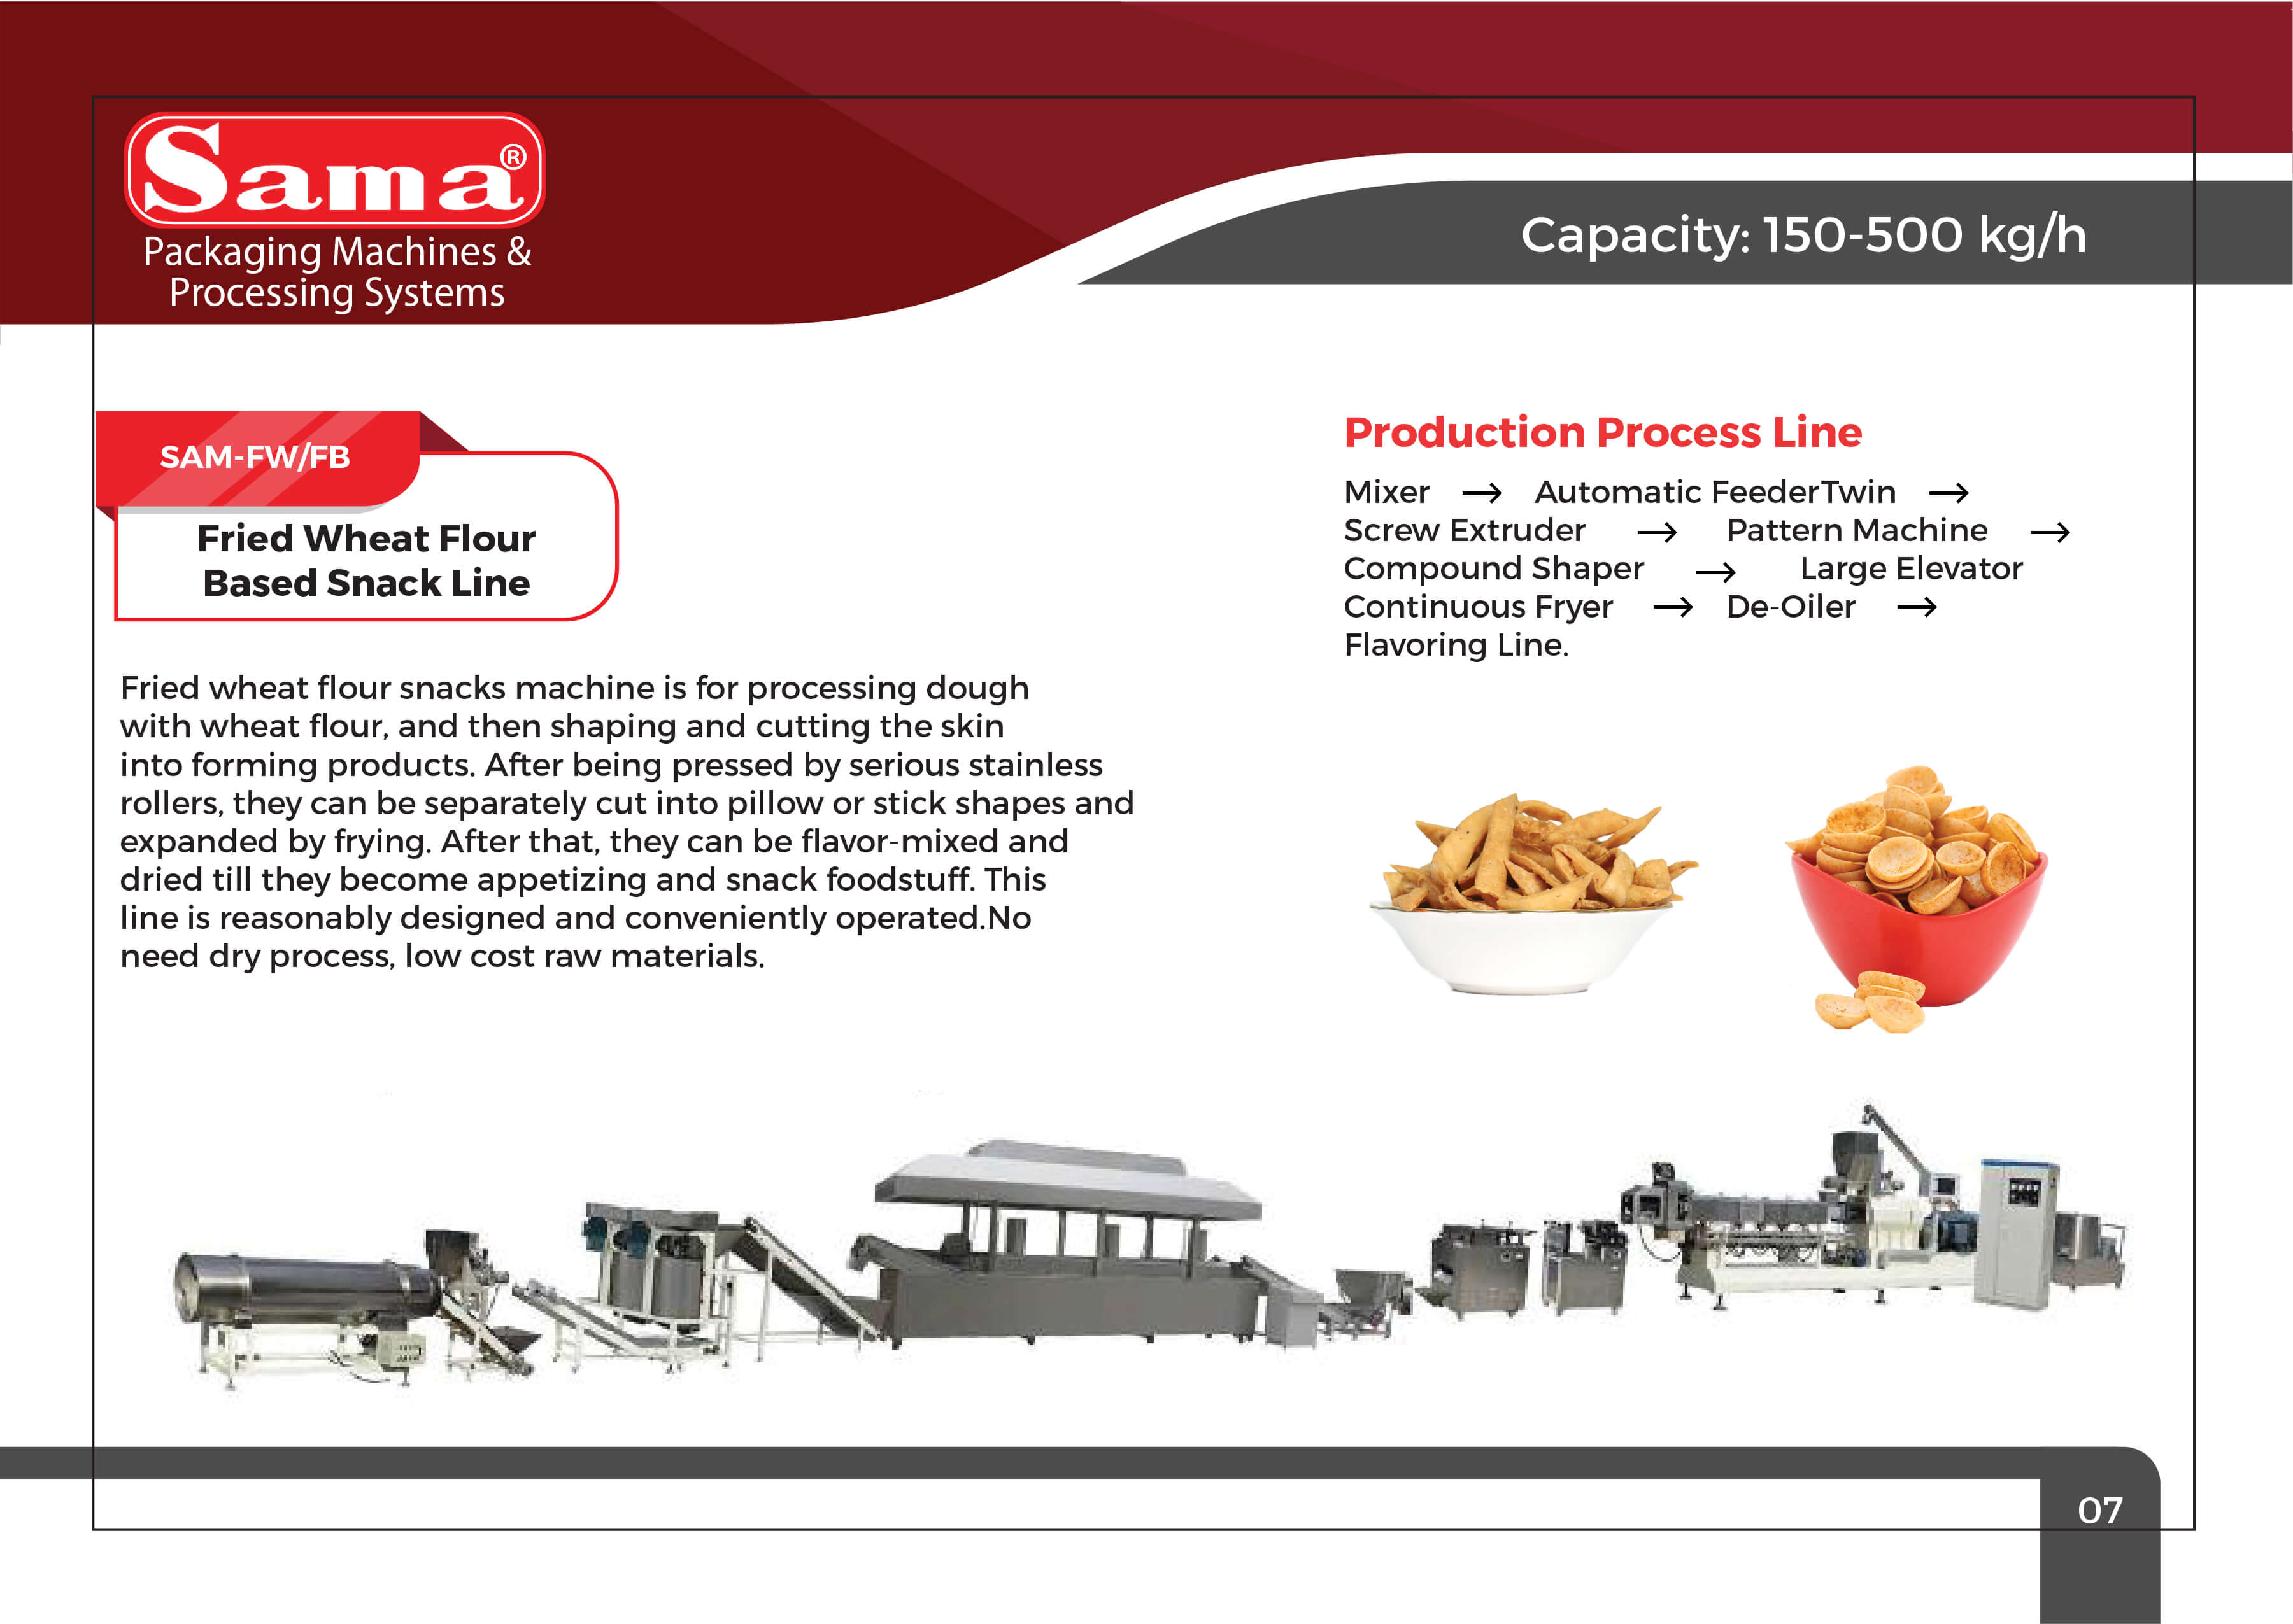 Sama®
Packaging Machines &
Processing Systems
Capacity: 150-500 kg/h
SAM-FW/FB
Fried Wheat Flour
Based Snack Line
Fried wheat flour snacks machine is for processing dough
with wheat flour, and then shaping and cutting the skin
into forming products. After being pressed by serious stainless
rollers, they can be separately cut into pillow or stick shapes and
expanded by frying. After that, they can be flavor-mixed and
dried till they become appetizing and snack foodstuff. This
line is reasonably designed and conveniently operated.No
need dry process, low cost raw materials.
Production Process Line
Mixer → Automatic FeederTwin →
Screw Extruder → Pattern Machine →
Compound Shaper → Large Elevator
Continuous Fryer → De-Oiler →
Flavoring Line.
07